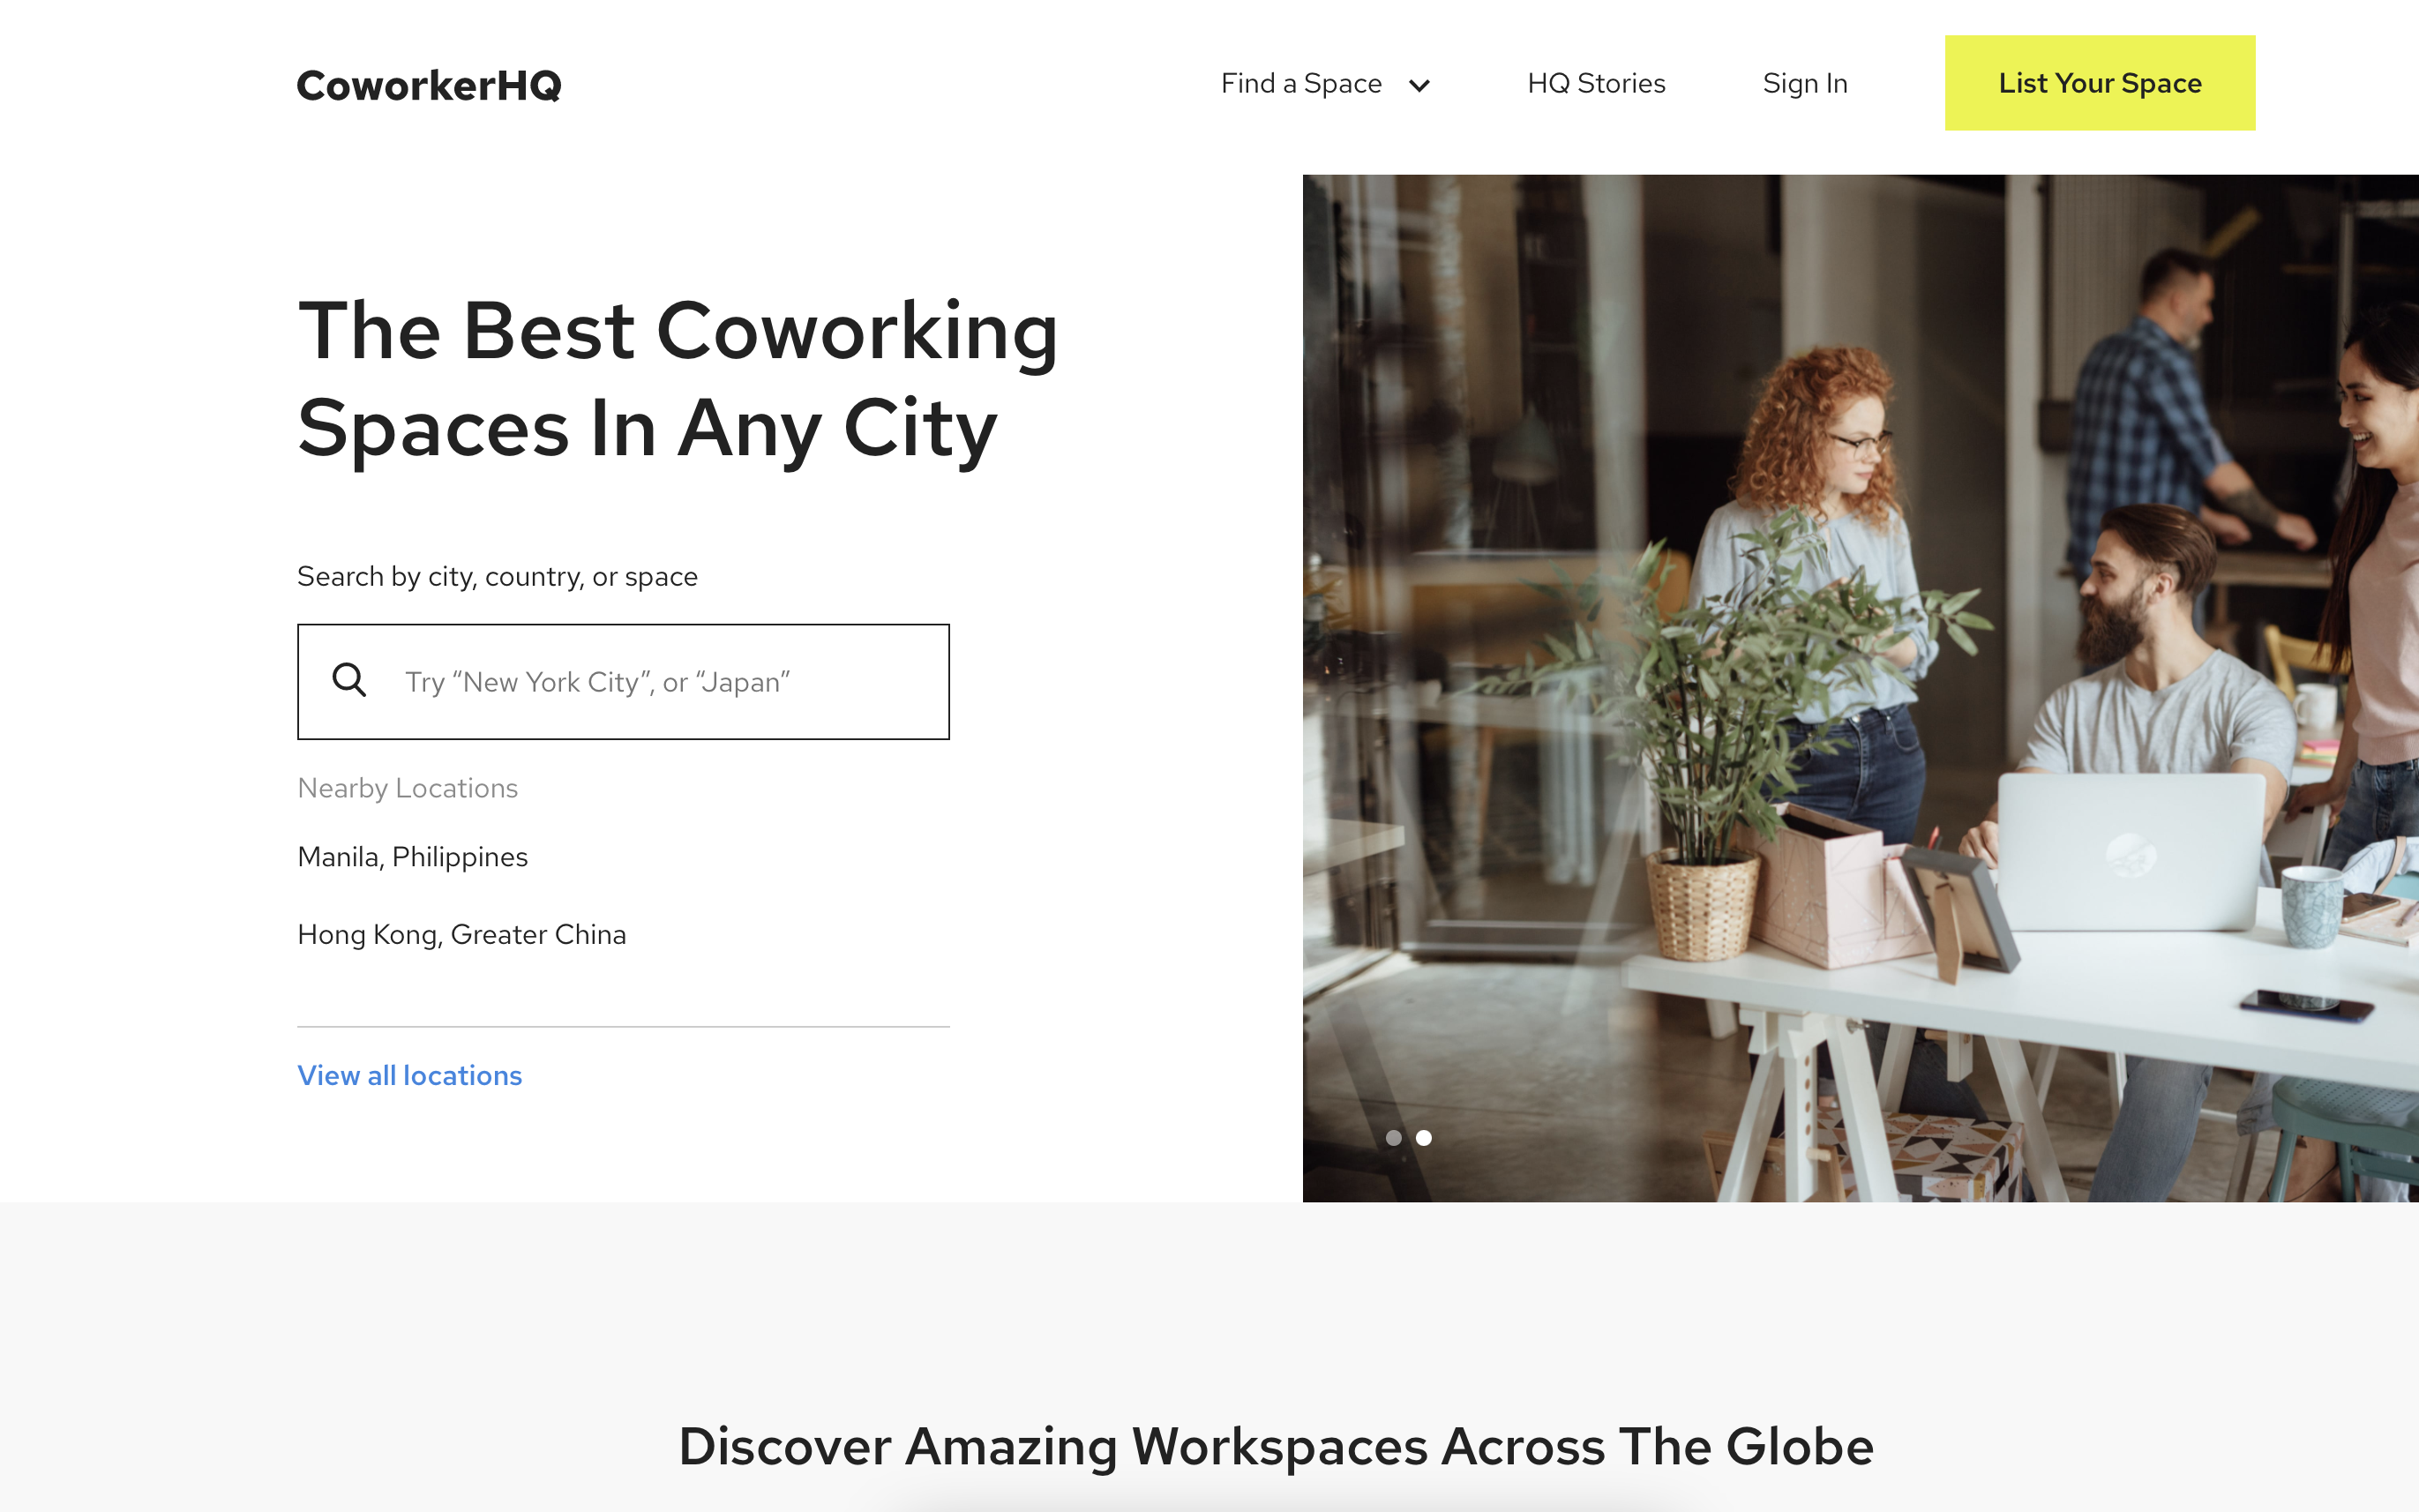 CoworkerHQ
Find a Space
HQ Stories
Sign In
List Your Space
The Best Coworking
Spaces In Any City
Search by city, country, or space
Try “New York City”, or “Japan”
Nearby Locations
Manila, Philippines
Hong Kong, Greater China
View all locations
Discover Amazing Workspaces Across The Globe